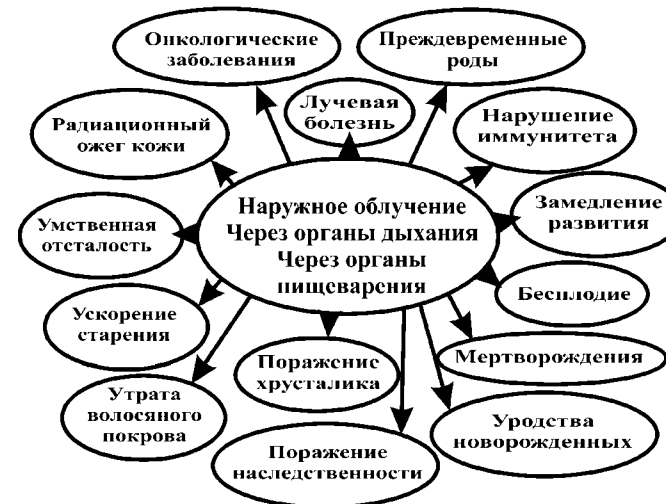 Онкологические
заболевания
Преждевременные
роды
Лучевая
болезнь
Радиационный
ожег кожи
Нарушение
иммунитета
Умственная
отсталость
Наружное облучение
Через органы дыхания
Через органы
пищеварения
Замедление
развития
Ускорение
старения
Бесплодие
Поражение
хрусталика
Мертворождения
Утрата
волосяного
покрова
Уродства
новорожденных
Поражение
наследственности